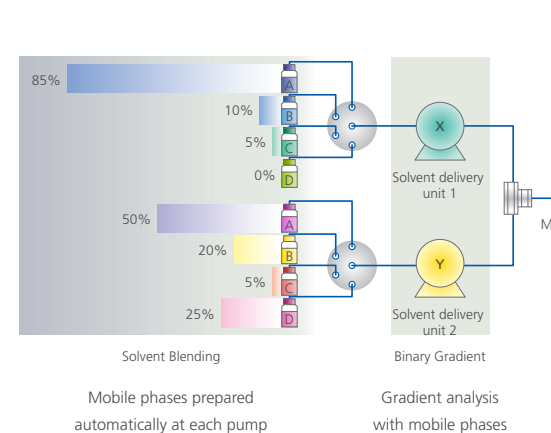 85%
A
10%
B
5%
C
0%
D
X
Solvent delivery
unit 1
50%
A
20%
B
5%
C
25%
D
Y
Solvent delivery
unit 2
M
Solvent Blending
Binary Gradient
Mobile phases prepared
automatically at each pump
Gradient analysis
with mobile phases